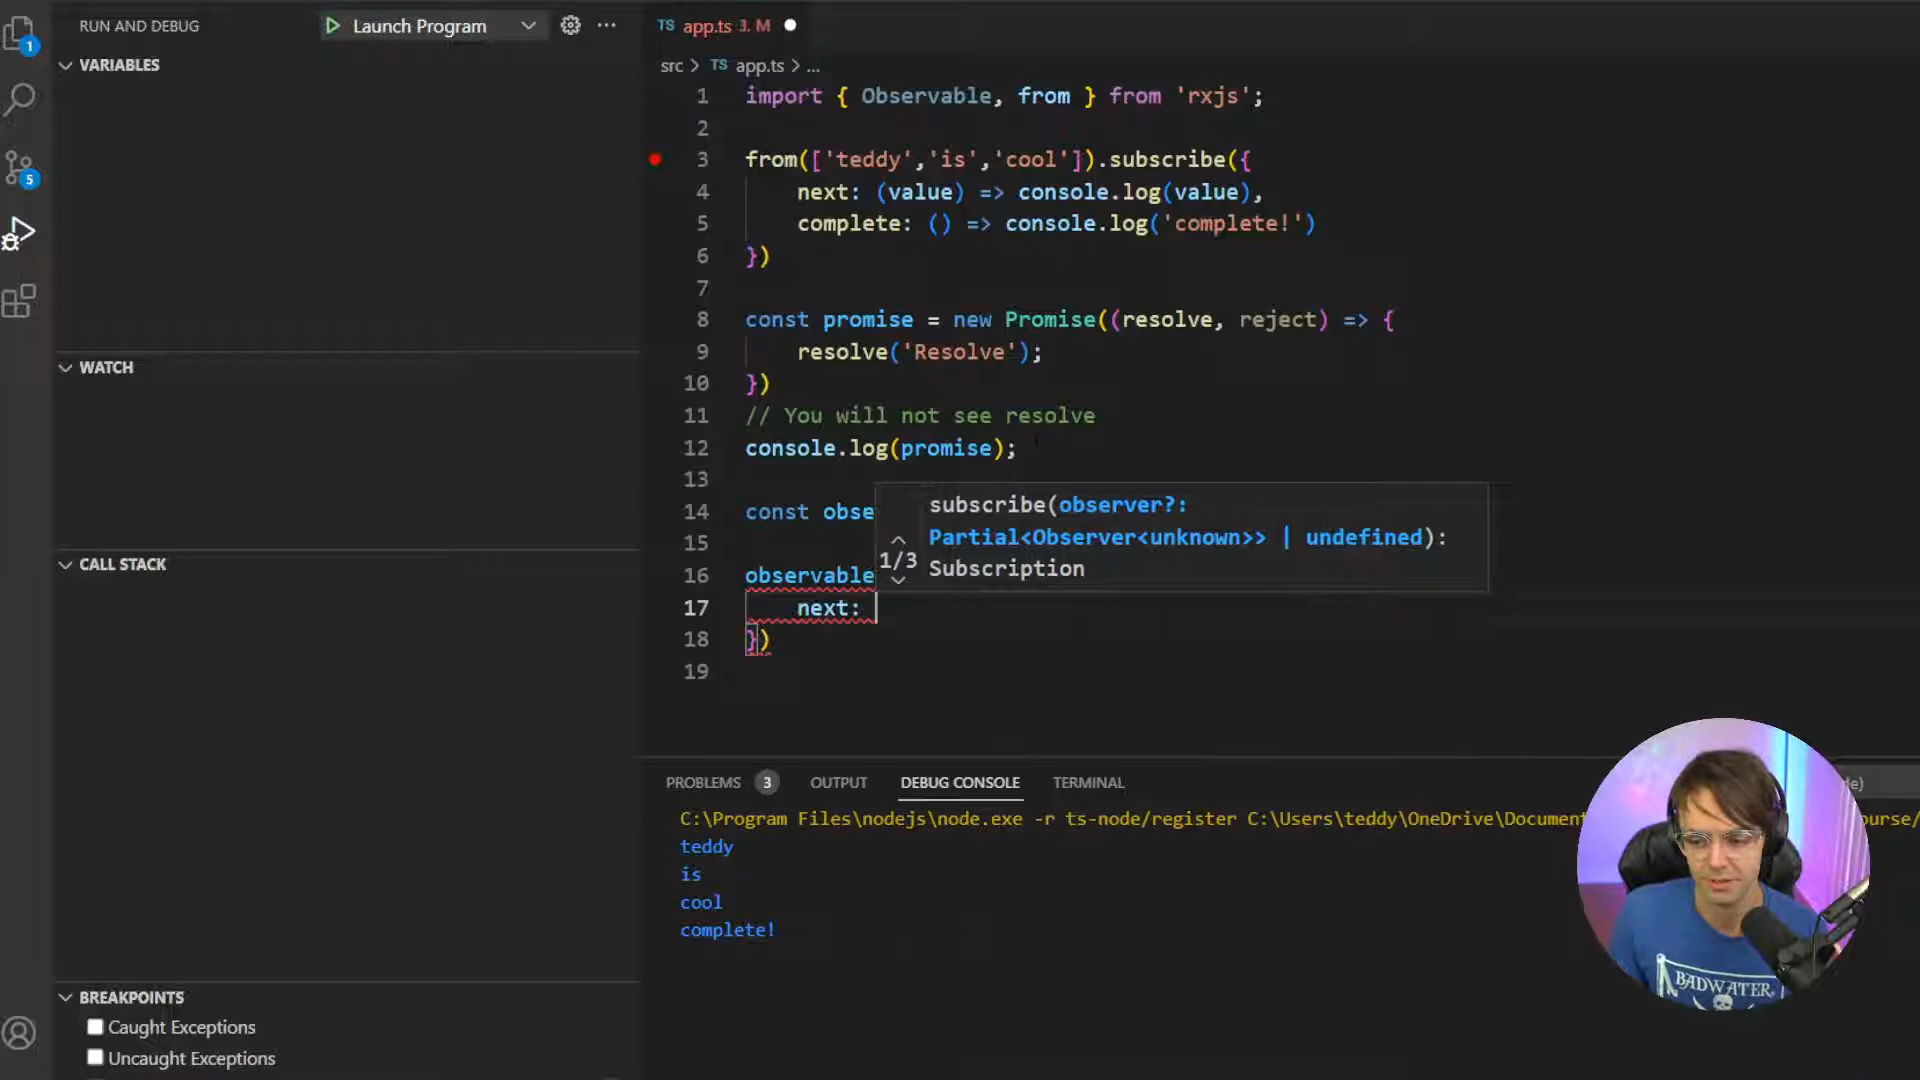 RUN AND DEBUG
Launch Program
VARIABLES
WATCH
CALL STACK
BREAKPOINTS
Caught Exceptions
Uncaught Exceptions
1
5
TS app.ts 3, M
src > TS app.ts > ...
1 import { Observable, from } from 'rxjs';
2
3 from(['teddy','is','cool']).subscribe({
4 next: (value) => console.log(value),
5 complete: () => console.log('complete!')
6 })
7
8 const promise = new Promise((resolve, reject) => {
9 resolve('Resolve');
10 })
11 // You will not see resolve
12 console.log(promise);
13
14 const obse
15
16 observable
17 next:
18 })
19
1/3
subscribe(observer?:
Partial<Observer<unknown>> | undefined):
Subscription
PROBLEMS 3 OUTPUT DEBUG CONSOLE TERMINAL
C:\Program Files\nodejs\node.exe -r ts-node/register C:\Users\teddy\OneDrive\Document
ourse/
teddy
is
cool
complete!
BADWATER